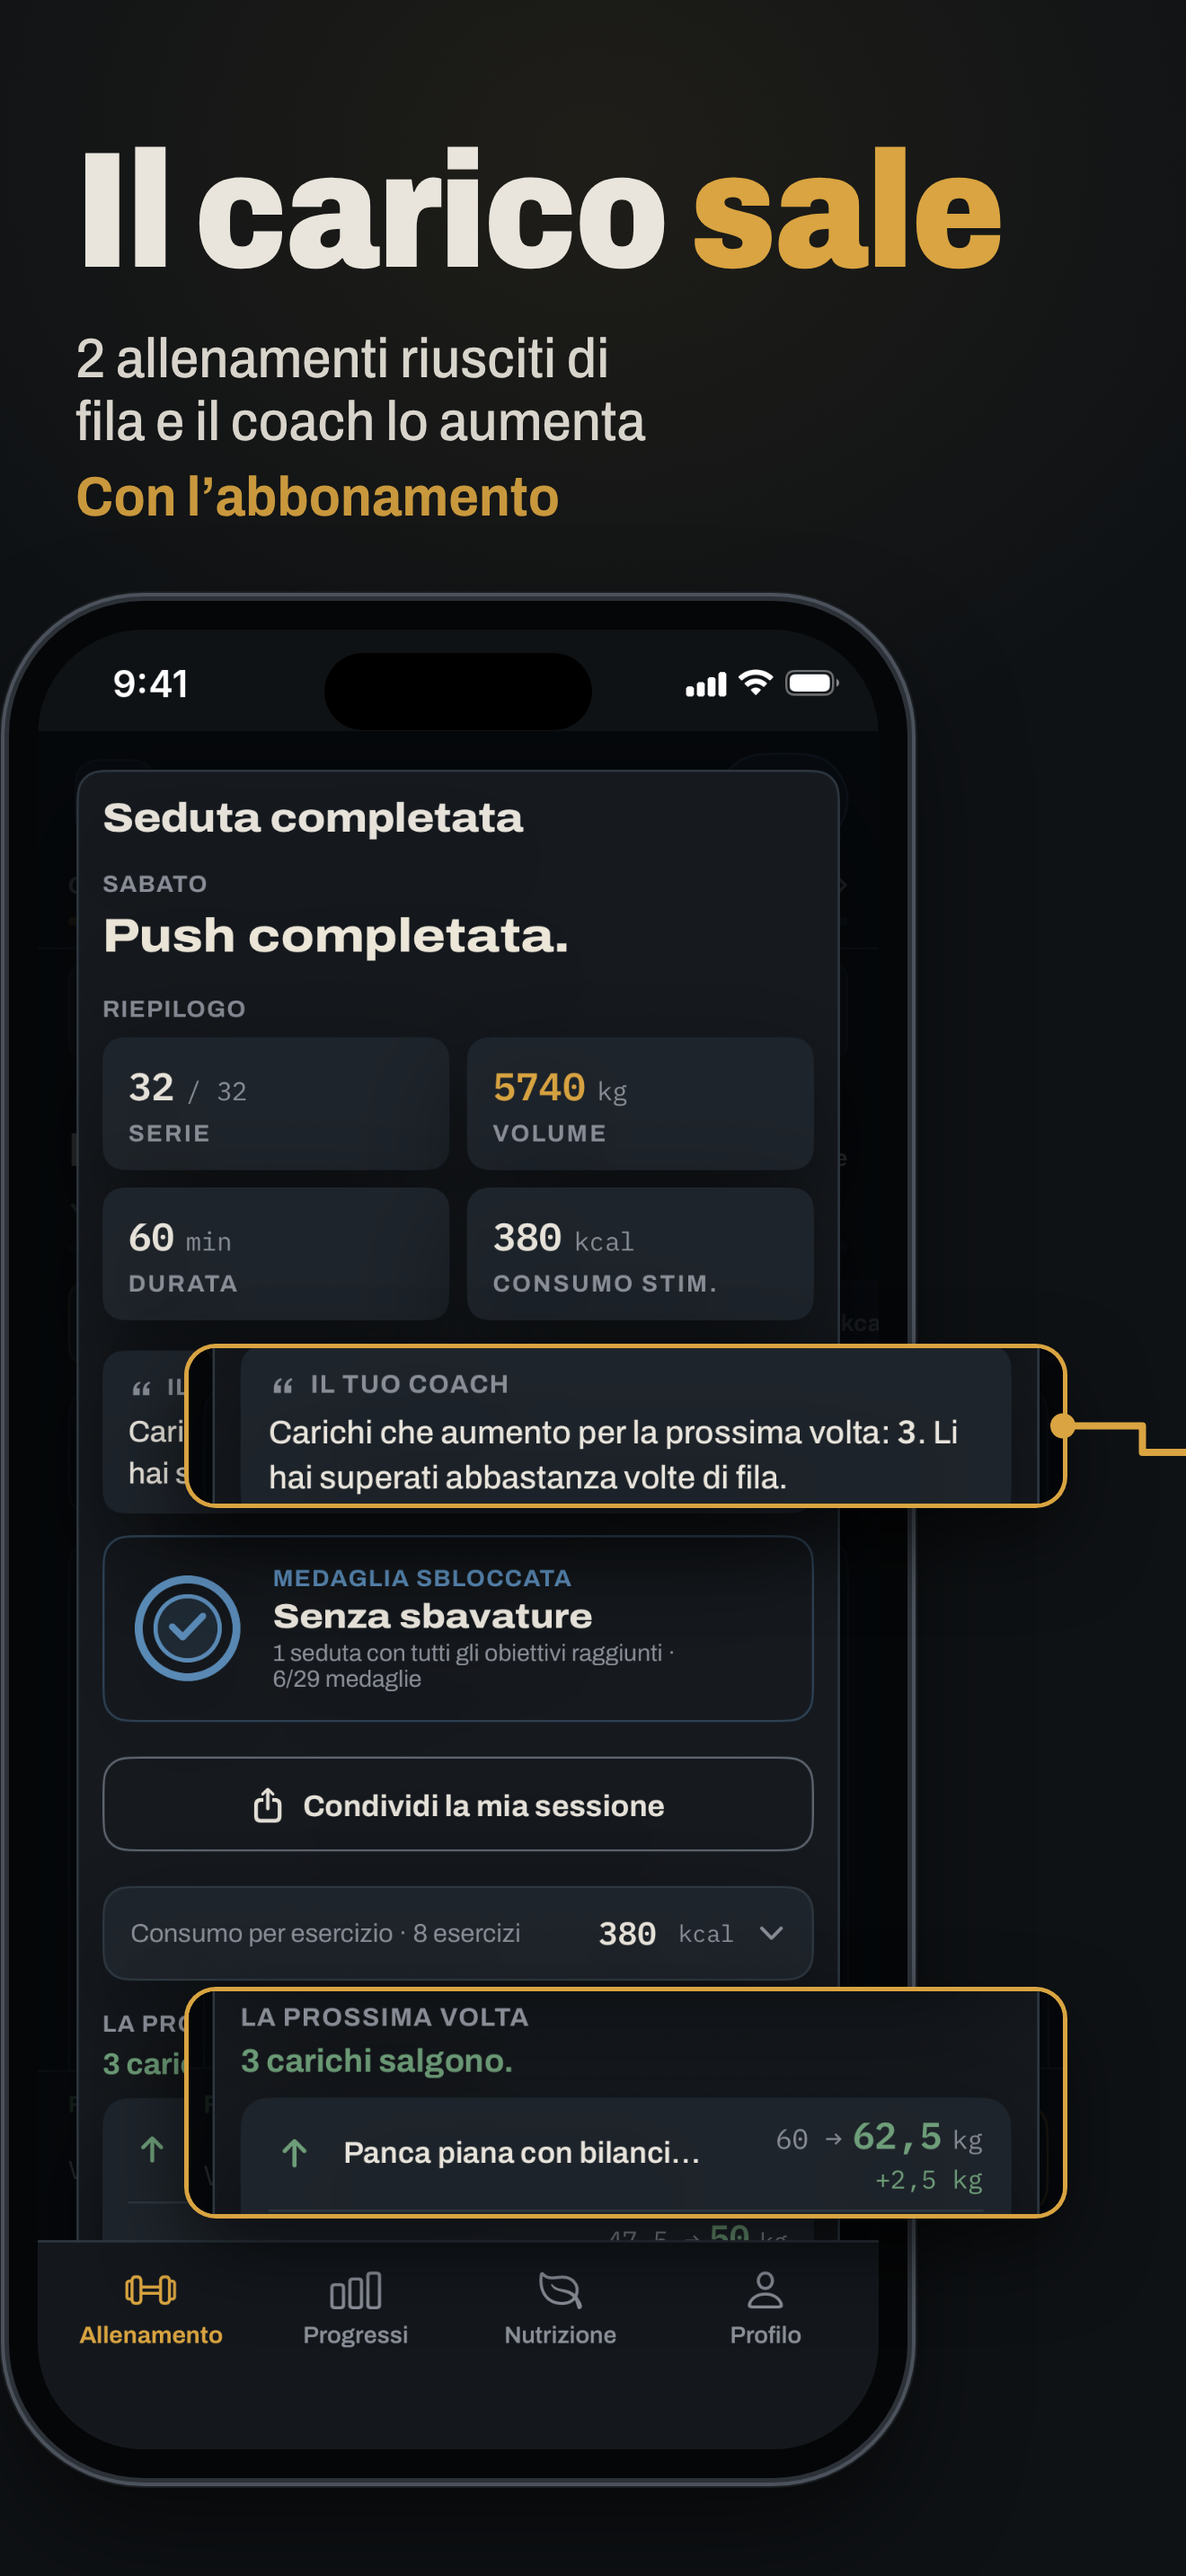 Il carico sale
2 allenamenti riusciti di
fila e il coach lo aumenta
Con l’abbonamento
9:41
Seduta completata
SABATO
Push completata.
RIEPILOGO
32 / 32
SERIE
5740 kg
VOLUME
60 min
DURATA
380 kcal
CONSUMO STIM.
“ IL TUO COACH
Carichi che aumento per la prossima volta: 3. Li
hai superati abbastanza volte di fila.
MEDAGLIA SBLOCCATA
Senza sbavature
1 seduta con tutti gli obiettivi raggiunti ·
6/29 medaglie
Condividi la mia sessione
Consumo per esercizio · 8 esercizi 380 kcal
LA PROSSIMA VOLTA
3 carichi salgono.
↑ Panca piana con bilanci... 60 → 62,5 kg
+2,5 kg
47,5 → 50 kg
Allenamento
Progressi
Nutrizione
Profilo